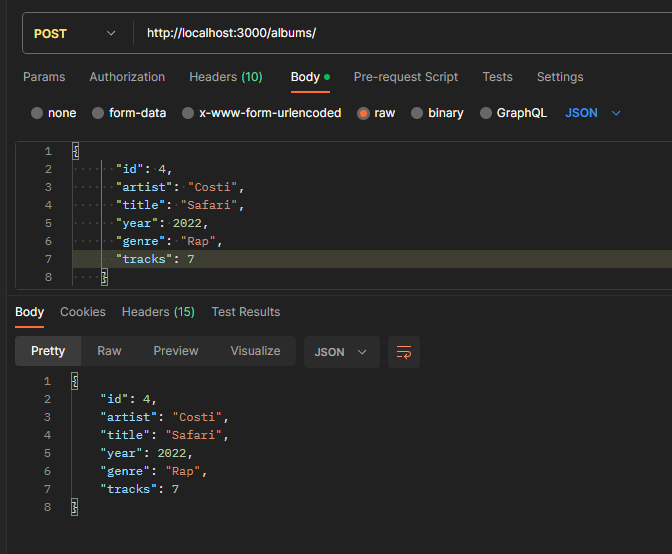 POST http://localhost:3000/albums/
Params Authorization Headers (10) Body Pre-request Script Tests Settings
none form-data x-www-form-urlencoded raw binary GraphQL JSON
1 {
2 "id": 4,
3 "artist": "Costi",
4 "title": "Safari",
5 "year": 2022,
6 "genre": "Rap",
7 "tracks": 7
8 }
Body Cookies Headers (15) Test Results
Pretty Raw Preview Visualize JSON
1 {
2 "id": 4,
3 "artist": "Costi",
4 "title": "Safari",
5 "year": 2022,
6 "genre": "Rap",
7 "tracks": 7
8 }